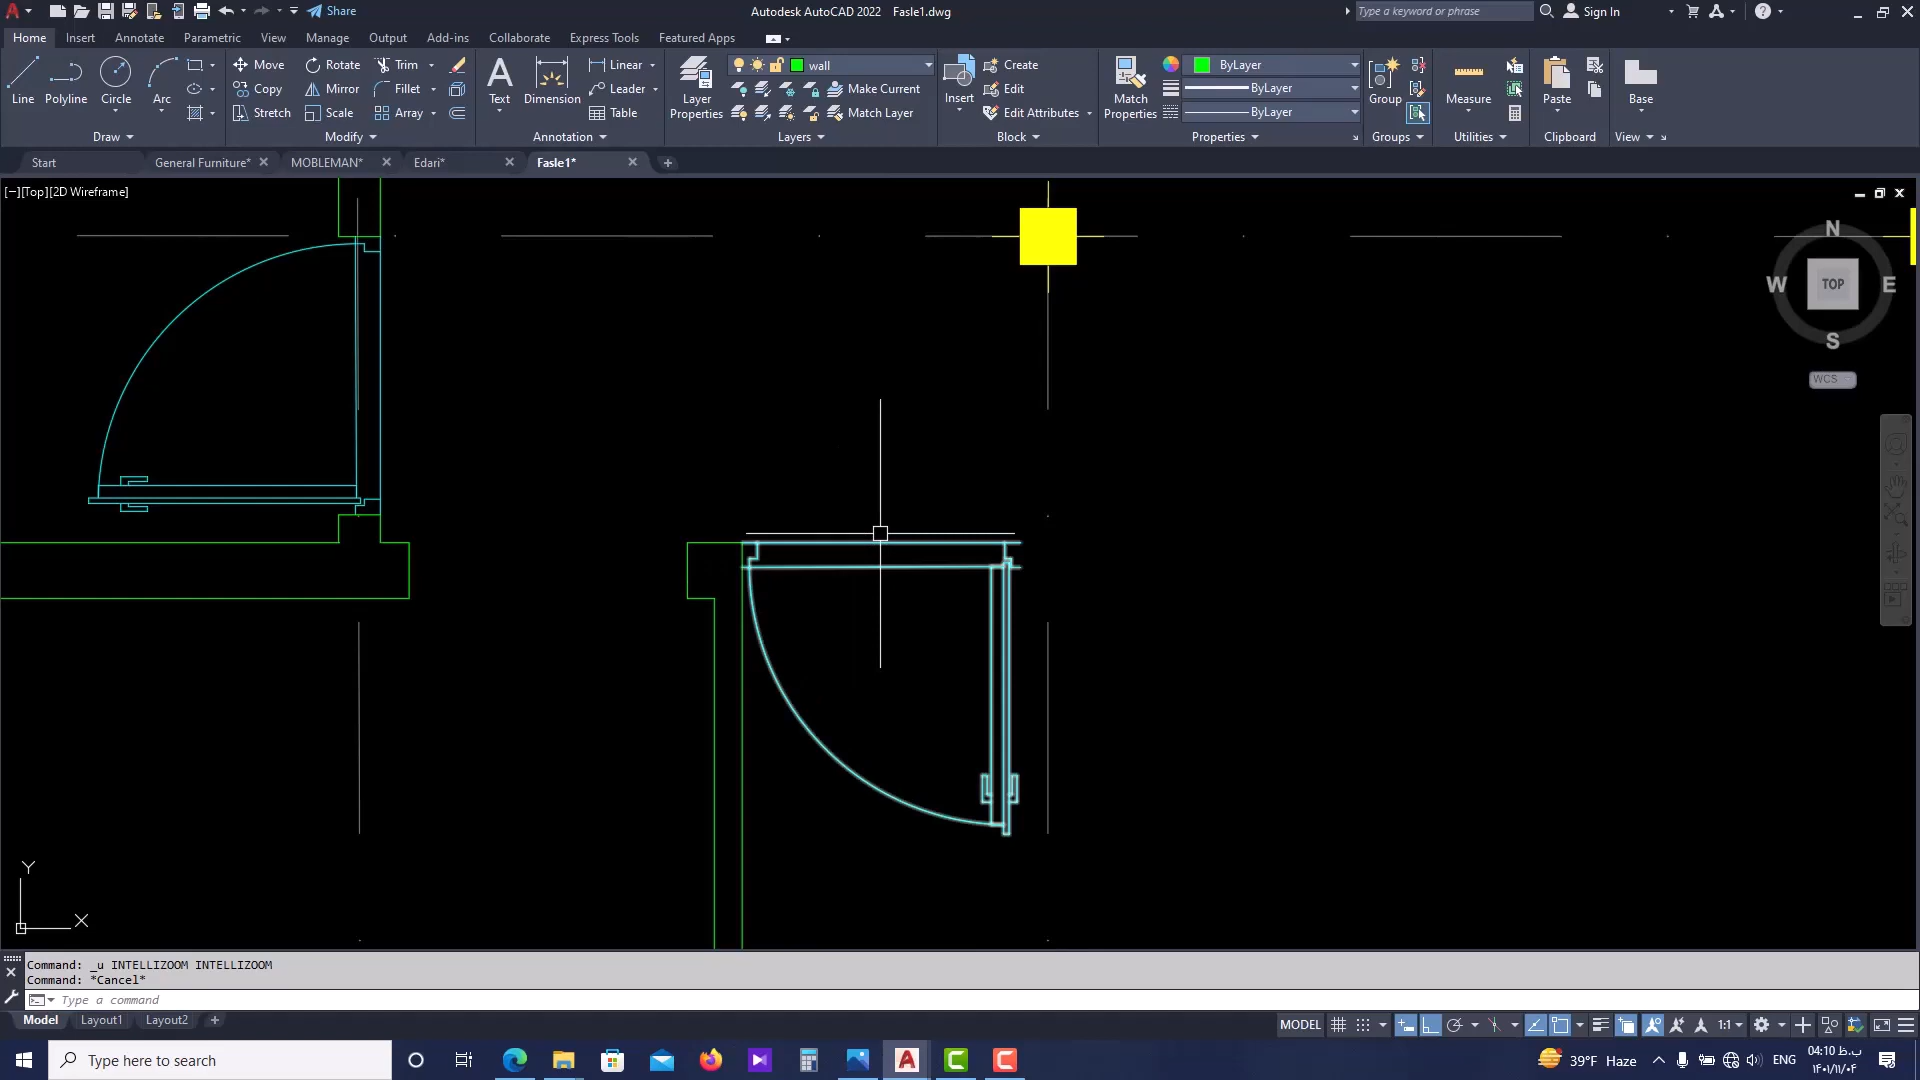 Share
Autodesk AutoCAD 2022 Fasle1.dwg
Type a keyword or phrase
Sign In
Home Insert Annotate Parametric View Manage Output Add-ins Collaborate Express Tools Featured Apps
Line Polyline Circle Arc
Move Rotate Trim
Copy Mirror Fillet
Stretch Scale Array
Text Dimension
Linear
Leader
Table
Layer Properties
wall
Make Current
Match Layer
Insert
Create
Edit
Edit Attributes
Match Properties
ByLayer
ByLayer
ByLayer
Group
Measure
Paste
Base
Draw Modify Annotation Layers Block Properties Groups Utilities Clipboard View
Start General Furniture* MOBLEMAN* Edari* Fasle1*
[−][Top][2D Wireframe]
N
W TOP E
S
WCS
Y
X
Command: _u INTELLIZOOM INTELLIZOOM
Command: *Cancel*
Type a command
Model Layout1 Layout2
MODEL 1:1
Type here to search
39°F Haze ENG
04:10 ب.ظ
۱۴۰۱/۱۱/۰۴